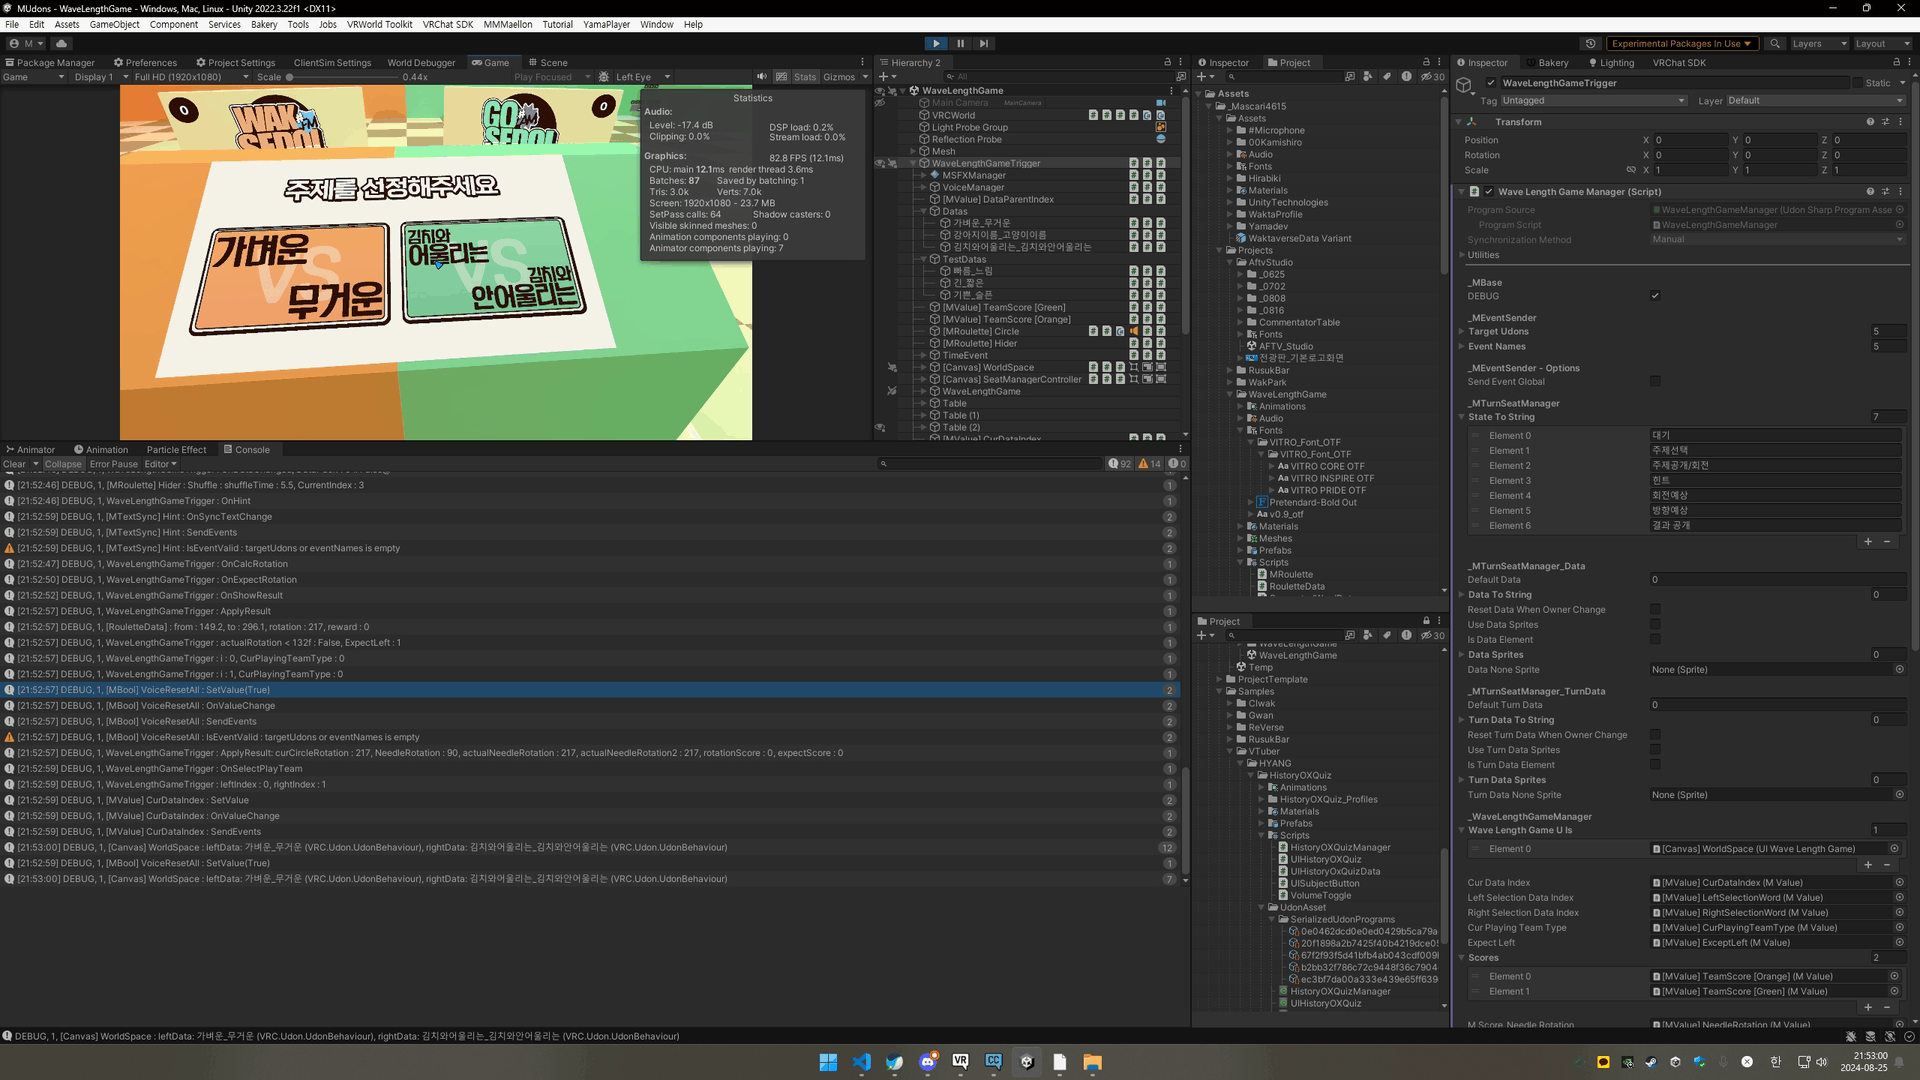 MUdons - WaveLengthGame - Windows, Mac, Linux - Unity 2022.3.22f1 <DX11>
File Edit Assets GameObject Component Services Bakery Tools Jobs VRWorld Toolkit VRChat SDK MMMaellon Tutorial YamaPlayer Window Help
M Experimental Packages In Use Layers Layout
Package Manager Preferences Project Settings ClientSim Settings World Debugger Game Scene
Game Display 1 Full HD (1920x1080) Scale 0.44x Play Focused Left Eye Stats Gizmos
0
WAK
SEDOL
GO
SEDOL
0
주제를 선정해주세요
가벼운
VS
무거운
김치와
어울리는
VS
김치와
안어울리는
Statistics
Audio:
Level: -17.4 dB DSP load: 0.2%
Clipping: 0.0% Stream load: 0.0%
Graphics: 82.8 FPS (12.1ms)
CPU: main 12.1ms render thread 3.6ms
Batches: 87 Saved by batching: 1
Tris: 3.0k Verts: 7.0k
Screen: 1920x1080 - 23.7 MB
SetPass calls: 64 Shadow casters: 0
Visible skinned meshes: 0
Animation components playing: 0
Animator components playing: 7
Hierarchy 2
All
WaveLengthGame
Main Camera MainCamera
VRCWorld
Light Probe Group
Reflection Probe
Mesh
WaveLengthGameTrigger
MSFXManager
VoiceManager
[MValue] DataParentIndex
Datas
가벼운_무거운
강아지이름_고양이이름
김치와어울리는_김치와안어울리는
TestDatas
빠름_느림
긴_짧은
기쁜_슬픈
[MValue] TeamScore [Green]
[MValue] TeamScore [Orange]
[MRoulette] Circle
[MRoulette] Hider
TimeEvent
[Canvas] WorldSpace
[Canvas] SeatManagerController
WaveLengthGame
Table
Table (1)
Table (2)
[MValue] CurDataIndex
Inspector Project
30
Assets
_Mascari4615
Assets
#Microphone
00Kamishiro
Audio
Fonts
Hirabiki
Materials
UnityTechnologies
WaktaProfile
Yamadev
WaktaverseData Variant
Projects
AftvStudio
_0625
_0702
_0808
_0816
CommentatorTable
Fonts
AFTV_Studio
전광판_기본로고화면
RusukBar
WakPark
WaveLengthGame
Animations
Audio
Fonts
VITRO_Font_OTF
VITRO_Font_OTF
Aa VITRO CORE OTF
Aa VITRO INSPIRE OTF
Aa VITRO PRIDE OTF
Pretendard-Bold Out
Aa v0.9_otf
Materials
Meshes
Prefabs
Scripts
MRoulette
RouletteData
Project
30
WaveLengthGame
WaveLengthGame
Temp
ProjectTemplate
Samples
CIwak
Gwan
ReVerse
RusukBar
VTuber
HYANG
HistoryOXQuiz
Animations
HistoryOXQuiz_Profiles
Materials
Prefabs
Scripts
HistoryOXQuizManager
UIHistoryOXQuiz
UIHistoryOxQuizData
UISubjectButton
VolumeToggle
UdonAsset
SerializedUdonPrograms
0e0462dcd0e0ed0429b5ca79a
20f1898a2b7425f40b4219dce05
67f2f93f5d41bfb4ab043cdf009
b2bb32f786c72c9448f36c7904
ec3bf7da00a333e439e65ff639
HistoryOXQuizManager
UIHistoryOXQuiz
Animator Animation Particle Effect Console
Clear Collapse Error Pause Editor 92 14 0
[21:52:46] DEBUG, 1, [MRoulette] Hider : Shuffle : shuffleTime : 5.5, CurrentIndex : 3 1
[21:52:46] DEBUG, 1, WaveLengthGameTrigger : OnHint 1
[21:52:59] DEBUG, 1, [MTextSync] Hint : OnSyncTextChange 2
[21:52:59] DEBUG, 1, [MTextSync] Hint : SendEvents 2
[21:52:59] DEBUG, 1, [MTextSync] Hint : IsEventValid : targetUdons or eventNames is empty 2
[21:52:47] DEBUG, 1, WaveLengthGameTrigger : OnCalcRotation 1
[21:52:50] DEBUG, 1, WaveLengthGameTrigger : OnExpectRotation 1
[21:52:52] DEBUG, 1, WaveLengthGameTrigger : OnShowResult 1
[21:52:57] DEBUG, 1, WaveLengthGameTrigger : ApplyResult 1
[21:52:57] DEBUG, 1, [RouletteData] : from : 149.2, to : 296.1, rotation : 217, reward : 0 1
[21:52:57] DEBUG, 1, WaveLengthGameTrigger : actualRotation < 132f : False, ExpectLeft : 1 1
[21:52:57] DEBUG, 1, WaveLengthGameTrigger : i : 0, CurPlayingTeamType : 0 1
[21:52:57] DEBUG, 1, WaveLengthGameTrigger : i : 1, CurPlayingTeamType : 0 1
[21:52:57] DEBUG, 1, [MBool] VoiceResetAll : SetValue(True) 2
[21:52:57] DEBUG, 1, [MBool] VoiceResetAll : OnValueChange 2
[21:52:57] DEBUG, 1, [MBool] VoiceResetAll : SendEvents 2
[21:52:57] DEBUG, 1, [MBool] VoiceResetAll : IsEventValid : targetUdons or eventNames is empty 2
[21:52:57] DEBUG, 1, WaveLengthGameTrigger : ApplyResult: curCircleRotation : 217, NeedleRotation : 90, actualNeedleRotation : 217, actualNeedleRotation2 : 217, rotationScore : 0, expectScore : 0 1
[21:52:59] DEBUG, 1, WaveLengthGameTrigger : OnSelectPlayTeam 1
[21:52:59] DEBUG, 1, WaveLengthGameTrigger : leftIndex : 0, rightIndex : 1 1
[21:52:59] DEBUG, 1, [MValue] CurDataIndex : SetValue 2
[21:52:59] DEBUG, 1, [MValue] CurDataIndex : OnValueChange 2
[21:52:59] DEBUG, 1, [MValue] CurDataIndex : SendEvents 2
[21:53:00] DEBUG, 1, [Canvas] WorldSpace : leftData: 가벼운_무거운 (VRC.Udon.UdonBehaviour), rightData: 김치와어울리는_김치와안어울리는 (VRC.Udon.UdonBehaviour) 12
[21:52:59] DEBUG, 1, [MBool] VoiceResetAll : SetValue(True) 1
[21:53:00] DEBUG, 1, [Canvas] WorldSpace : leftData: 가벼운_무거운 (VRC.Udon.UdonBehaviour), rightData: 김치와어울리는_김치와안어울리는 (VRC.Udon.UdonBehaviour) 7
Inspector Bakery Lighting VRChat SDK
WaveLengthGameTrigger Static
Tag Untagged Layer Default
Transform
Position X 0 Y 0 Z 0
Rotation X 0 Y 0 Z 0
Scale X 1 Y 1 Z 1
Wave Length Game Manager (Script)
Program Source WaveLengthGameManager (Udon Sharp Program Asse
Program Script WaveLengthGameManager
Synchronization Method Manual
Utilities
_MBase
DEBUG
_MEventSender
Target Udons 5
Event Names 5
_MEventSender - Options
Send Event Global
_MTurnSeatManager
State To String 7
Element 0 대기
Element 1 주제선택
Element 2 주제공개/회전
Element 3 힌트
Element 4 회전예상
Element 5 방향예상
Element 6 결과 공개
+ −
_MTurnSeatManager_Data
Default Data 0
Data To String 0
Reset Data When Owner Change
Use Data Sprites
Is Data Element
Data Sprites 0
Data None Sprite None (Sprite)
_MTurnSeatManager_TurnData
Default Turn Data 0
Turn Data To String 0
Reset Turn Data When Owner Change
Use Turn Data Sprites
Is Turn Data Element
Turn Data Sprites 0
Turn Data None Sprite None (Sprite)
_WaveLengthGameManager
Wave Length Game U Is 1
Element 0 [Canvas] WorldSpace (UI Wave Length Game)
+ −
Cur Data Index [MValue] CurDataIndex (M Value)
Left Selection Data Index [MValue] LeftSelectionWord (M Value)
Right Selection Data Index [MValue] RightSelectionWord (M Value)
Cur Playing Team Type [MValue] CurPlayingTeamType (M Value)
Expect Left [MValue] ExceptLeft (M Value)
Scores 2
Element 0 [MValue] TeamScore [Orange] (M Value)
Element 1 [MValue] TeamScore [Green] (M Value)
+ −
M Score Needle Rotation [MValue] NeedleRotation (M Value)
DEBUG, 1, [Canvas] WorldSpace : leftData: 가벼운_무거운 (VRC.Udon.UdonBehaviour), rightData: 김치와어울리는_김치와안어울리는 (VRC.Udon.UdonBehaviour)
VR CC 한 21:53:00
2024-08-25